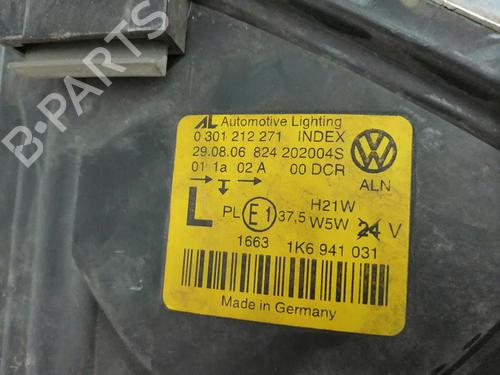 AL Automotive Lighting
0 301 212 271 INDEX
29.08.06 824 202004S
01 1a 02 A 00 DCR
ALN
L PL E1 37,5 H21W
W5W 24 V
1663 1K6 941 031
Made in Germany
B-PARTS